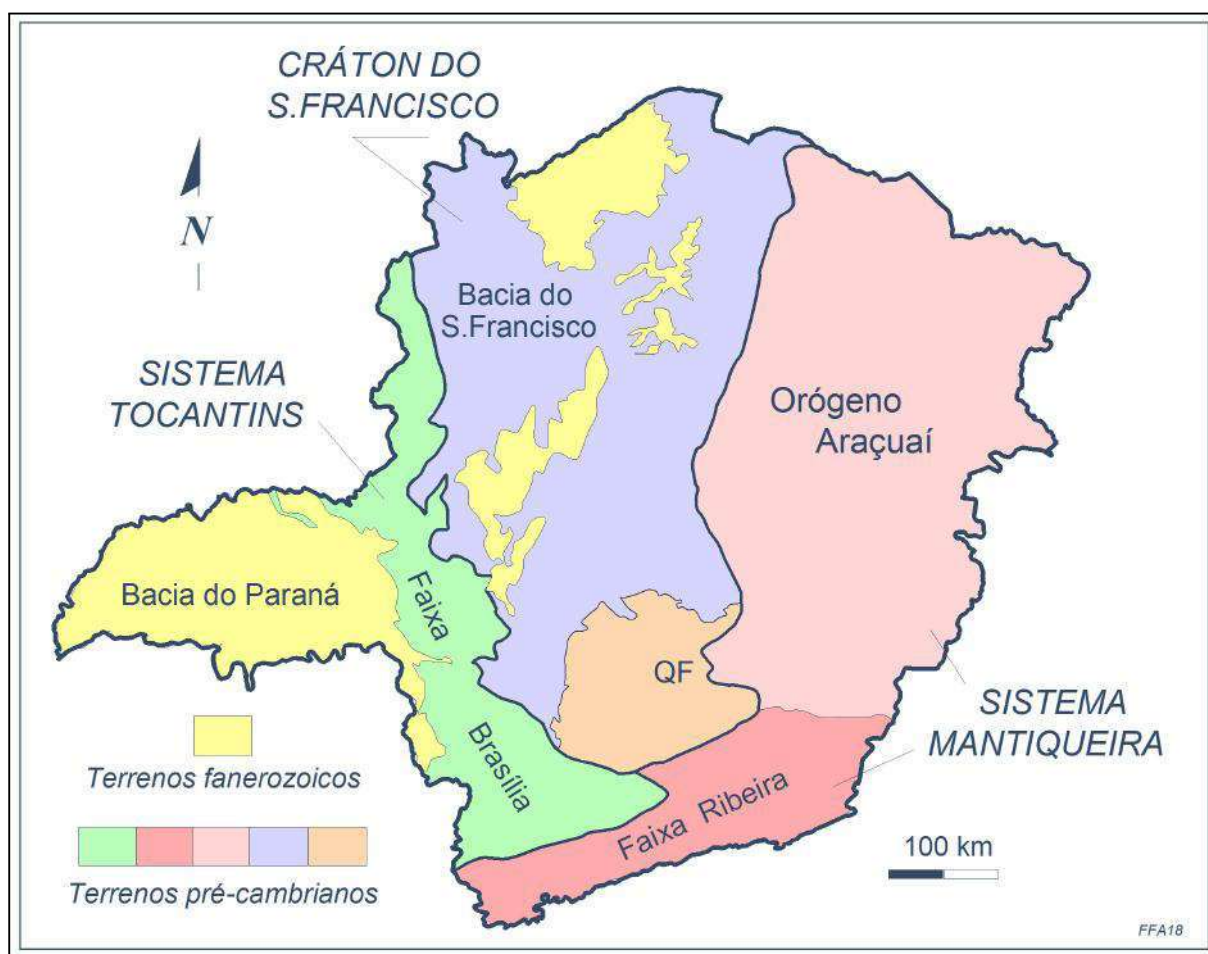 CRÁTON DO
S.FRANCISCO
N
Bacia do
S.Francisco
SISTEMA
TOCANTINS
Orógeno
Araçuaí
Bacia do Paraná
Faixa
Brasília
QF
SISTEMA
MANTIQUEIRA
Faixa Ribeira
Terrenos fanerozoicos
Terrenos pré-cambrianos
100 km
FFA18